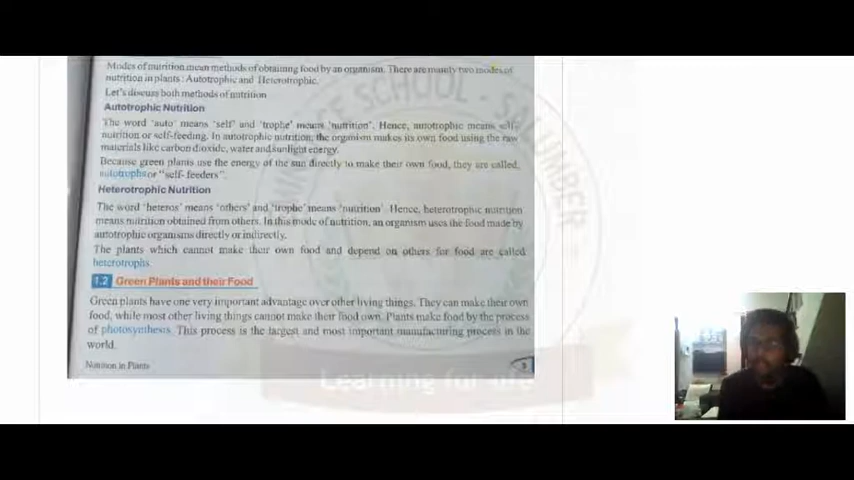 Modes of nutrition mean methods of obtaining food by an organism. There are mainly two modes of
nutrition in plants : Autotrophic and Heterotrophic.
Let's discuss both methods of nutrition
Autotrophic Nutrition
The word 'auto' means 'self' and 'trophe' means 'nutrition'. Hence, autotrophic means self-
nutrition or self-feeding. In autotrophic nutrition, the organism makes its own food using the raw
materials like carbon dioxide, water and sunlight energy.
Because green plants use the energy of the sun directly to make their own food, they are called,
autotrophs or "self- feeders".
Heterotrophic Nutrition
The word 'heteros' means 'others' and 'trophe' means 'nutrition'. Hence, heterotrophic nutrition
means nutrition obtained from others. In this mode of nutrition, an organism uses the food made by
autotrophic organisms directly or indirectly.
The plants which cannot make their own food and depend on others for food are called
heterotrophs.
1.2 Green Plants and their Food
Green plants have one very important advantage over other living things. They can make their own
food, while most other living things cannot make their food own. Plants make food by the process
of photosynthesis. This process is the largest and most important manufacturing process in the
world.
Nutrition in Plants
3
SCHOOL - SALUMBER
Learning for life